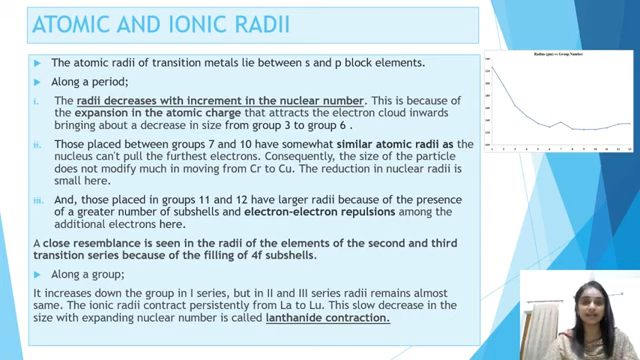 ATOMIC AND IONIC RADII
The atomic radii of transition metals lie between s and p block elements.
Along a period;
i. The radii decreases with increment in the nuclear number. This is because of
the expansion in the atomic charge that attracts the electron cloud inwards
bringing about a decrease in size from group 3 to group 6 .
ii. Those placed between groups 7 and 10 have somewhat similar atomic radii as the
nucleus can't pull the furthest electrons. Consequently, the size of the particle
does not modify much in moving from Cr to Cu. The reduction in nuclear radii is
small here.
iii. And, those placed in groups 11 and 12 have larger radii because of the presence
of a greater number of subshells and electron-electron repulsions among the
additional electrons here.
A close resemblance is seen in the radii of the elements of the second and third
transition series because of the filling of 4f subshells.
Along a group;
It increases down the group in I series, but in II and III series radii remains almost
same. The ionic radii contract persistently from La to Lu. This slow decrease in the
size with expanding nuclear number is called lanthanide contraction.
Radius (pm) vs Group Number